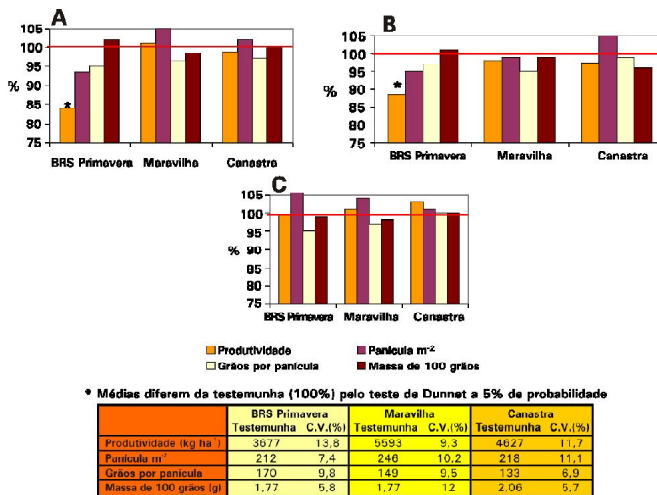 A
B
105
100
95
90
85
80
75
%
*
BRS Primavera Maravilha Canastra
105
100
95
90
85
80
75
%
*
BRS Primavera Maravilha Canastra
C
105
100
95
90
85
80
75
%
BRS Primavera Maravilha Canastra
Produtividade Panícula m-2
Grãos por panícula Massa de 100 grãos
* Médias diferem da testemunha (100%) pelo teste de Dunnet a 5% de probabilidade
BRS Primavera Maravilha Canastra
Testemunha C.V.(%) Testemunha C.V.(%) Testemunha C.V.(%)
Produtividade (kg ha-1) 3677 13,8 5593 9,3 4627 11,7
Panícula m-2 212 7,4 246 10,2 218 11,1
Grãos por panícula 170 9,8 149 9,5 133 6,9
Massa de 100 grãos (g) 1,77 5,8 1,77 12 2,06 5,7